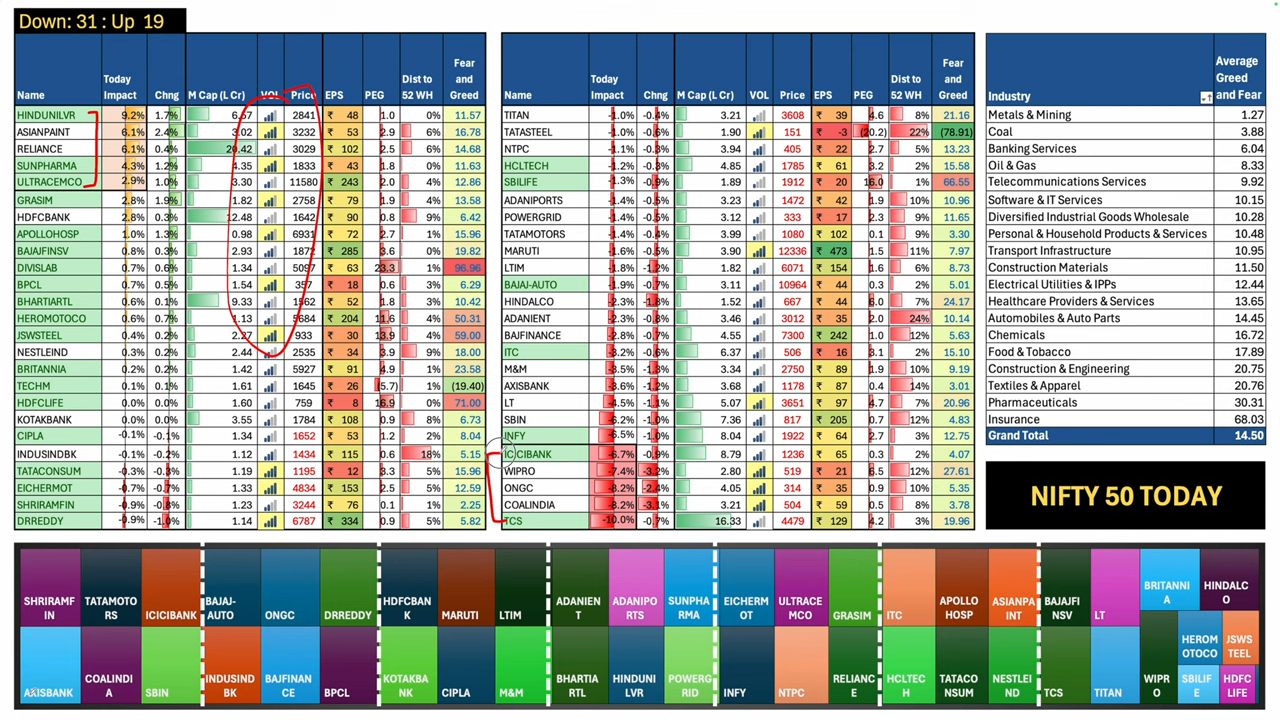 Down: 31 : Up 19
Name Today Impact Chng M Cap (L Cr) VOL Price EPS PEG Dist to 52 WH Fear and Greed
HINDUNILVR 9.2% 1.7% 6.67 2841 ₹ 48 1.0 0% 11.57
ASIANPAINT 6.1% 2.4% 3.02 3232 ₹ 53 2.9 6% 16.78
RELIANCE 6.1% 0.4% 20.42 3029 ₹ 102 2.5 6% 14.68
SUNPHARMA 4.3% 1.2% 4.35 1833 ₹ 43 1.8 0% 11.63
ULTRACEMCO 2.9% 1.0% 3.30 11580 ₹ 243 2.0 4% 12.86
GRASIM 2.8% 1.9% 1.82 2758 ₹ 79 1.9 4% 13.58
HDFCBANK 2.8% 0.3% 12.48 1642 ₹ 90 0.8 9% 6.42
APOLLOHOSP 1.0% 1.3% 0.98 6931 ₹ 72 2.7 1% 15.96
BAJAJFINSV 0.8% 0.3% 2.93 1872 ₹ 285 3.6 0% 19.82
DIVISLAB 0.7% 0.6% 1.34 5097 ₹ 63 23.3 1% 96.96
BPCL 0.7% 0.5% 1.54 357 ₹ 18 0.6 3% 6.29
BHARTIARTL 0.6% 0.1% 9.33 1562 ₹ 52 1.8 3% 10.42
HEROMOTOCO 0.6% 0.7% 1.13 5684 ₹ 204 11.6 4% 50.31
JSWSTEEL 0.4% 0.2% 933 ₹ 30 13.9 1% 59.00
NESTLEIND 0.3% 0.2% 2.44 2535 ₹ 34 3.9 9% 18.00
BRITANNIA 0.2% 0.2% 1.42 5927 ₹ 91 4.9 1% 23.58
TECHM 0.1% 0.1% 1.61 1645 ₹ 26 (5.7) 1% (19.40)
HDFCLIFE 0.0% 0.0% 1.60 759 ₹ 8 16.9 0% 71.00
KOTAKBANK 0.0% 0.0% 3.55 1784 ₹ 108 0.9 8% 6.73
CIPLA -0.1% -0.1% 1.34 1652 ₹ 53 1.2 2% 8.04
INDUSINDBK -0.1% -0.2% 1.12 1434 ₹ 115 0.6 18% 5.15
TATACONSUM -0.3% -0.3% 1.19 1195 ₹ 12 3.3 5% 15.96
EICHERMOT -0.7% -0.7% 1.33 4834 ₹ 153 2.5 5% 12.59
SHRIRAMFIN -0.9% -0.8% 1.23 3244 ₹ 76 0.1 1% 2.25
DRREDDY -0.9% -1.0% 1.14 6787 ₹ 334 0.9 5% 5.82
Name Today Impact Chng M Cap (L Cr) VOL Price EPS PEG Dist to 52 WH Fear and Greed
TITAN -1.0% -0.4% 3.21 3608 ₹ 39 4.6 8% 21.16
TATASTEEL -1.0% -0.6% 1.90 151 ₹ -3 (20.2) 22% (78.91)
NTPC -1.1% -0.3% 3.94 405 ₹ 22 2.7 5% 13.23
HCLTECH -1.2% -0.3% 4.85 1785 ₹ 61 3.2 2% 15.58
SBILIFE -1.3% -0.9% 1.89 1912 ₹ 20 16.0 1% 66.55
ADANIPORTS -1.4% -0.5% 3.23 1472 ₹ 42 1.9 10% 10.96
POWERGRID -1.4% -0.5% 3.12 333 ₹ 17 2.3 9% 11.65
TATAMOTORS -1.4% -0.4% 3.99 1080 ₹ 102 0.1 9% 3.30
MARUTI -1.6% -0.5% 3.90 12336 ₹ 473 1.5 11% 7.97
LTIM -1.8% -1.2% 1.82 6071 ₹ 154 1.6 6% 8.73
BAJAJ-AUTO -1.9% -0.7% 3.11 10964 ₹ 44 0.3 2% 5.01
HINDALCO -2.3% -1.8% 1.52 667 ₹ 44 6.0 7% 24.17
ADANIENT -2.3% -0.8% 3.46 3012 ₹ 35 2.0 24% 10.14
BAJFINANCE -2.8% -0.7% 4.55 7300 ₹ 242 1.0 12% 5.63
ITC -3.2% -0.6% 6.37 506 ₹ 16 3.1 2% 15.10
M&M -3.5% -1.3% 3.34 2750 ₹ 89 1.9 10% 9.19
AXISBANK -3.6% -1.2% 3.68 1178 ₹ 87 0.4 14% 3.01
LT -4.5% -1.1% 5.07 3651 ₹ 97 4.7 7% 20.96
SBIN -6.2% -1.0% 7.36 817 ₹ 205 0.7 12% 4.83
INFY -6.5% -1.0% 8.04 1922 ₹ 64 2.7 3% 12.75
ICICIBANK -6.7% -0.9% 8.79 1236 ₹ 65 0.3 2% 4.07
WIPRO -7.4% -3.2% 2.80 519 ₹ 21 6.5 12% 27.61
ONGC -8.2% -2.4% 4.05 314 ₹ 35 0.9 10% 5.35
COALINDIA -8.2% -3.1% 3.21 504 ₹ 59 0.5 8% 3.78
TCS -10.0% -0.7% 16.33 4479 ₹ 129 4.2 3% 19.96
Industry Average Greed and Fear
Metals & Mining 1.27
Coal 3.88
Banking Services 6.04
Oil & Gas 8.33
Telecommunications Services 9.92
Software & IT Services 10.15
Diversified Industrial Goods Wholesale 10.28
Personal & Household Products & Services 10.48
Transport Infrastructure 10.95
Construction Materials 11.50
Electrical Utilities & IPPs 12.44
Healthcare Providers & Services 13.65
Automobiles & Auto Parts 14.45
Chemicals 16.72
Food & Tobacco 17.89
Construction & Engineering 20.75
Textiles & Apparel 20.76
Pharmaceuticals 30.31
Insurance 68.03
Grand Total 14.50
NIFTY 50 TODAY
SHRIRAMFIN TATAMOTORS ICICIBANK BAJAJ-AUTO ONGC DRREDDY HDFCBANK MARUTI LTIM ADANIENT ADANIPORTS SUNPHARMA EICHERMOT ULTRACEMCO GRASIM ITC APOLLOHOSP ASIANPAINT BAJAJFINSV LT BRITANNIA HINDALCO
HEROMOTOCO JSWSTEEL
AXISBANK COALINDIA SBIN INDUSINDBK BAJFINANCE BPCL KOTAKBANK CIPLA M&M BHARTIARTL HINDUNILVR POWERGRID INFY NTPC RELIANCE HCLTECH TATACONSUM NESTLEIND TCS TITAN WIPRO SBILIFE HDFCLIFE